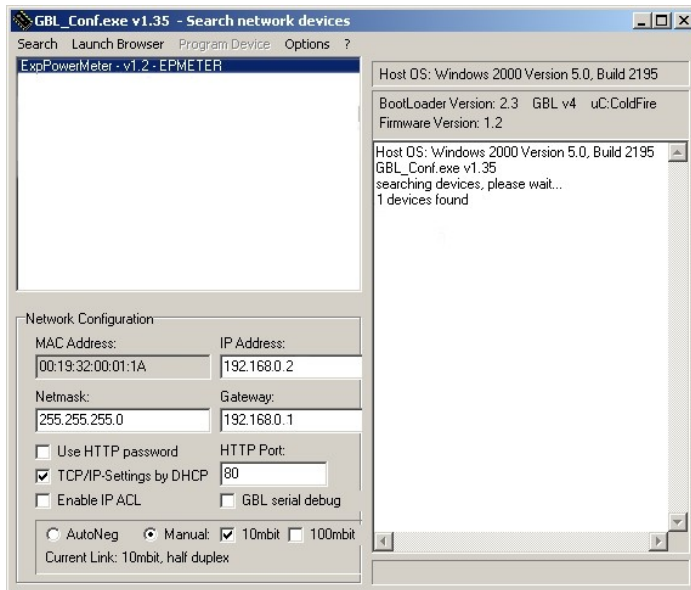 GBL_Conf.exe v1.35 - Search network devices
Search Launch Browser Program Device Options ?
ExpPowerMeter - v1.2 - EPMETER
Host OS: Windows 2000 Version 5.0, Build 2195
BootLoader Version: 2.3 GBL v4 uC:ColdFire
Firmware Version: 1.2
Host OS: Windows 2000 Version 5.0, Build 2195
GBL_Conf.exe v1.35
searching devices, please wait...
1 devices found
Network Configuration
MAC Address: IP Address:
00:19:32:00:01:1A 192.168.0.2
Netmask: Gateway:
255.255.255.0 192.168.0.1
Use HTTP password HTTP Port:
TCP/IP-Settings by DHCP 80
Enable IP ACL GBL serial debug
AutoNeg Manual: 10mbit 100mbit
Current Link: 10mbit, half duplex